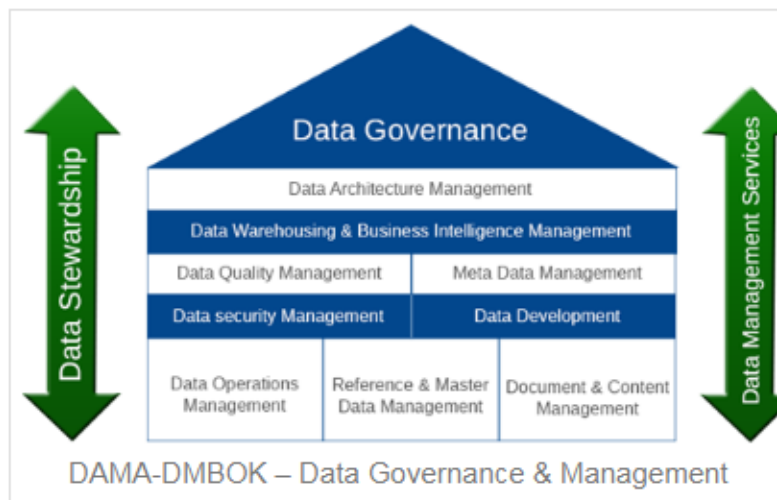 Data Governance
Data Architecture Management
Data Warehousing & Business Intelligence Management
Data Quality Management
Meta Data Management
Data security Management
Data Development
Data Operations
Management
Reference & Master
Data Management
Document & Content
Management
Data Stewardship
Data Management Services
DAMA-DMBOK – Data Governance & Management